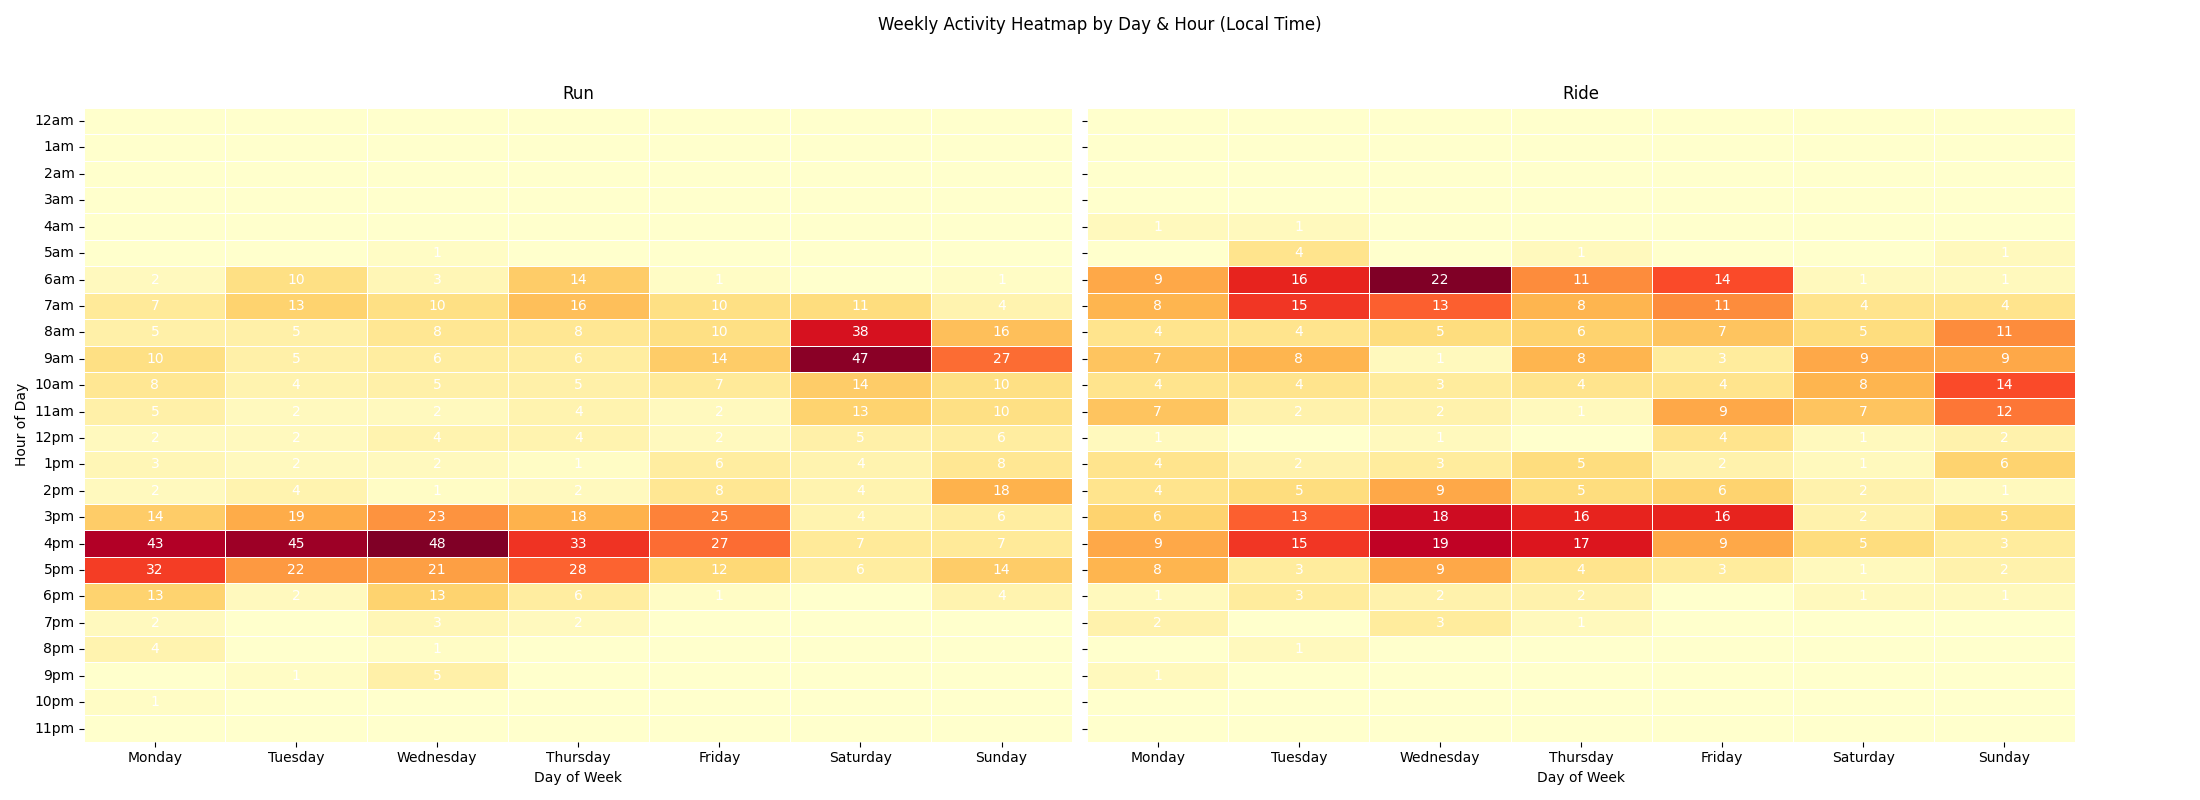 Weekly Activity Heatmap by Day & Hour (Local Time)
Run Ride
12am
1am
2am
3am
4am 1 1
5am 1 4 1 1
6am 2 10 3 14 1 1 9 16 22 11 14 1 1
7am 7 13 10 16 10 11 4 8 15 13 8 11 4 4
8am 5 5 8 8 10 38 16 4 4 5 6 7 5 11
9am 10 5 6 6 14 47 27 7 8 1 8 3 9 9
10am 8 4 5 5 7 14 10 4 4 3 4 4 8 14
11am 5 2 2 4 2 13 10 7 2 2 1 9 7 12
12pm 2 2 4 4 2 5 6 1 1 4 1 2
1pm 3 2 2 1 6 4 8 4 2 3 5 2 1 6
2pm 2 4 1 2 8 4 18 4 5 9 5 6 2 1
3pm 14 19 23 18 25 4 6 6 13 18 16 16 2 5
4pm 43 45 48 33 27 7 7 9 15 19 17 9 5 3
5pm 32 22 21 28 12 6 14 8 3 9 4 3 1 2
6pm 13 2 13 6 1 4 1 3 2 2 1 1
7pm 2 3 2 2 3 1
8pm 4 1 1
9pm 1 5 1
10pm 1
11pm
Hour of Day
Monday Tuesday Wednesday Thursday Friday Saturday Sunday Monday Tuesday Wednesday Thursday Friday Saturday Sunday
Day of Week Day of Week